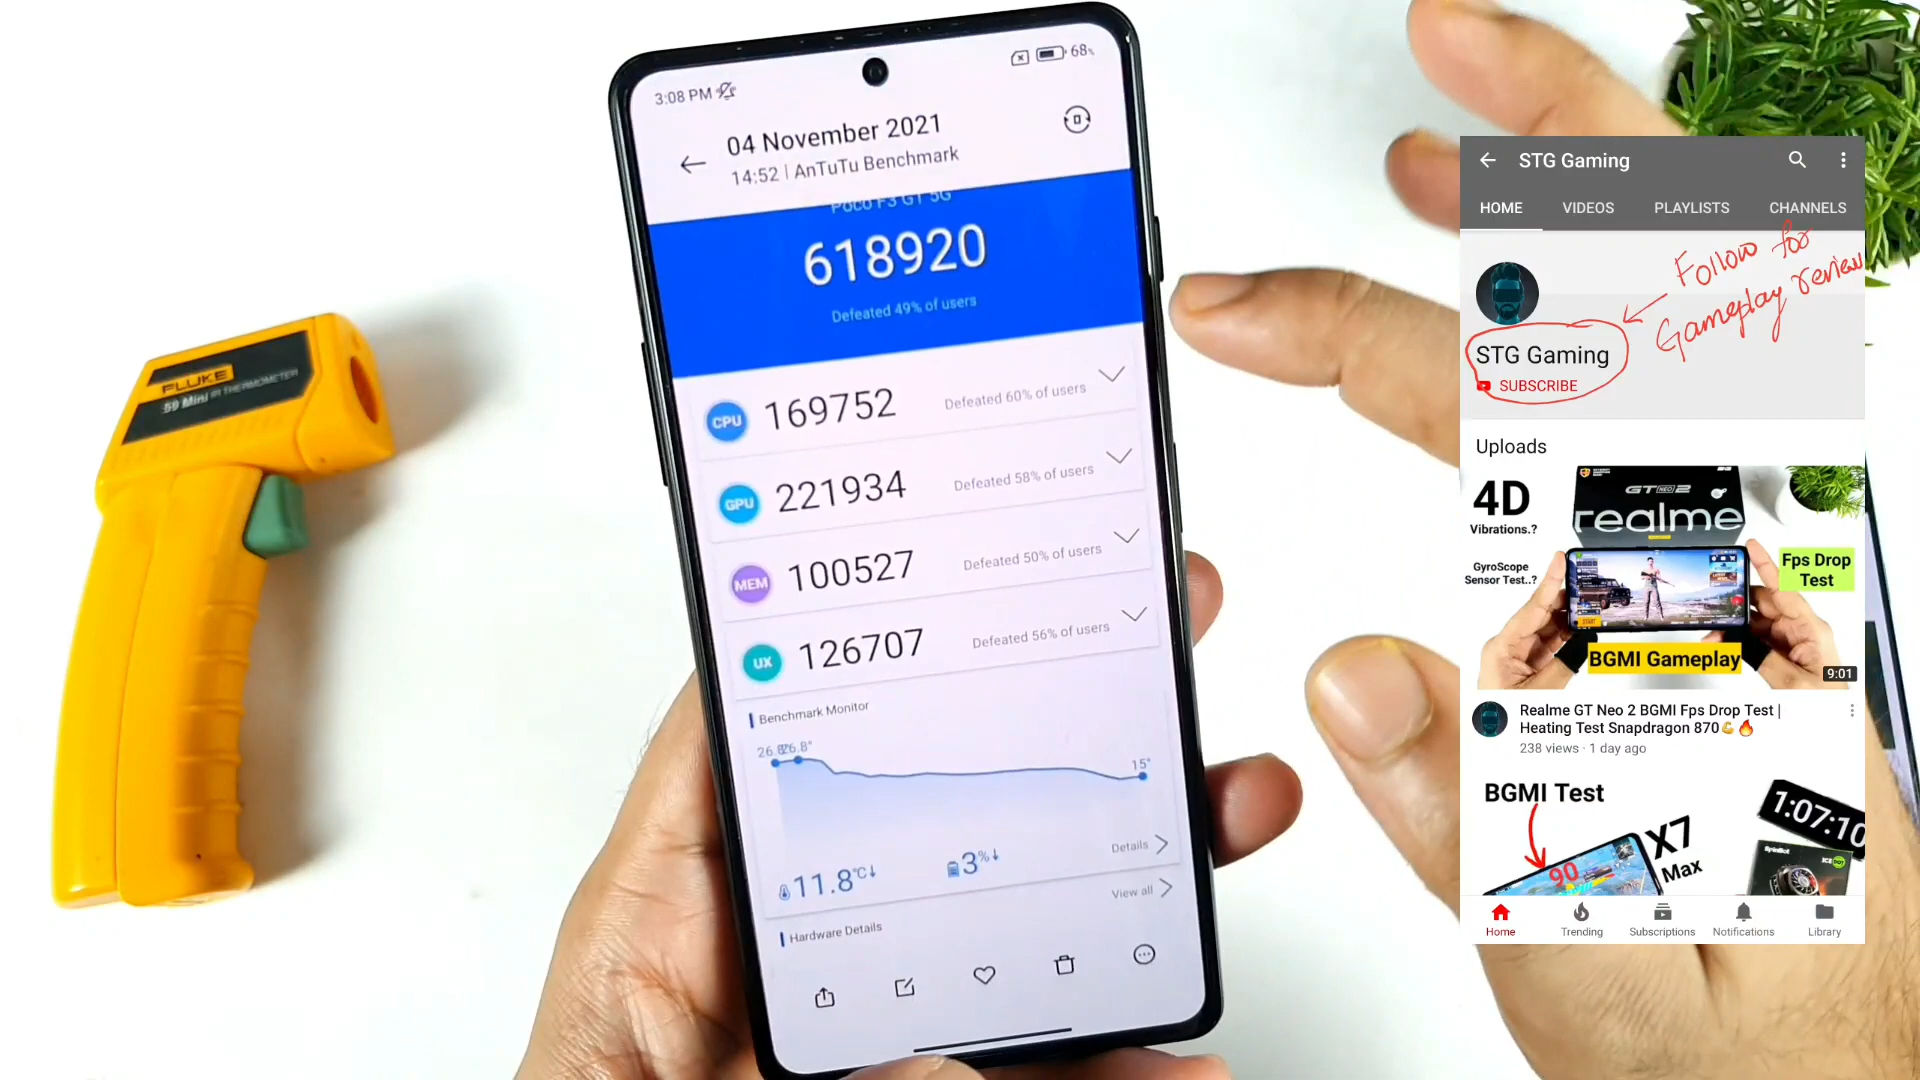 3:08 PM
68%
04 November 2021
14:52 | AnTuTu Benchmark
Poco F3 GT 5G
618920
Defeated 49% of users
CPU 169752 Defeated 60% of users
GPU 221934 Defeated 58% of users
MEM 100527 Defeated 50% of users
UX 126707 Defeated 56% of users
Benchmark Monitor
26.8° 15°
11.8°C↓ 3%↓ Details
View all
Hardware Details
FLUKE
59 Mini IR THERMOMETER
STG Gaming
HOME VIDEOS PLAYLISTS CHANNELS
Follow for
Gameplay review
STG Gaming
SUBSCRIBE
Uploads
4D
Vibrations.?
GT NEO 2
realme
GyroScope
Sensor Test..?
Fps Drop
Test
START
BGMI Gameplay
9:01
Realme GT Neo 2 BGMI Fps Drop Test |
Heating Test Snapdragon 870💪🔥
238 views · 1 day ago
BGMI Test
1:07:10
X7
Max
90
Home Trending Subscriptions Notifications Library